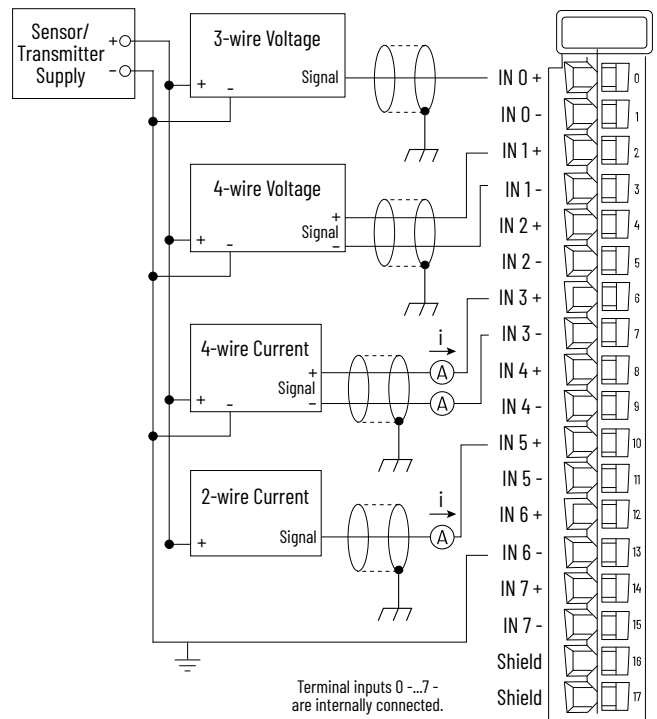 Sensor/
Transmitter
Supply
+
-
3-wire Voltage
Signal
+ -
4-wire Voltage
+
Signal
-
+ -
4-wire Current
+
Signal
-
+ -
2-wire Current
Signal
+
i
A
A
i
A
IN 0 + 0
IN 0 - 1
IN 1 + 2
IN 1 - 3
IN 2 + 4
IN 2 - 5
IN 3 + 6
IN 3 - 7
IN 4 + 8
IN 4 - 9
IN 5 + 10
IN 5 - 11
IN 6 + 12
IN 6 - 13
IN 7 + 14
IN 7 - 15
Shield 16
Shield 17
Terminal inputs 0 -...7 -
are internally connected.